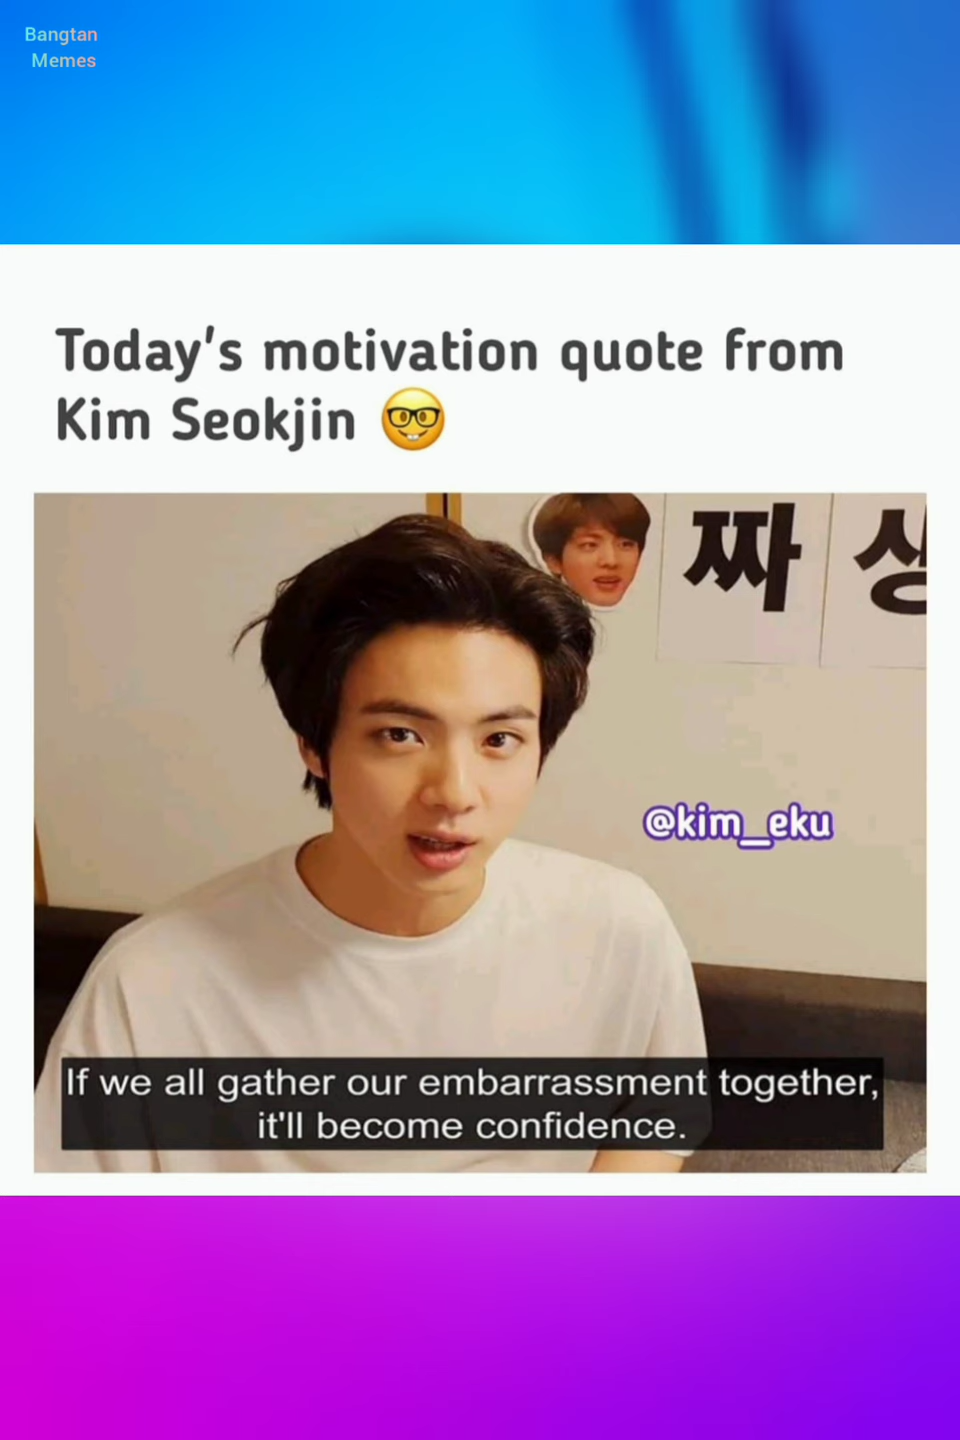 Bangtan
Memes
Today's motivation quote from
Kim Seokjin 🤓
짜
@kim_eku
If we all gather our embarrassment together,
it'll become confidence.